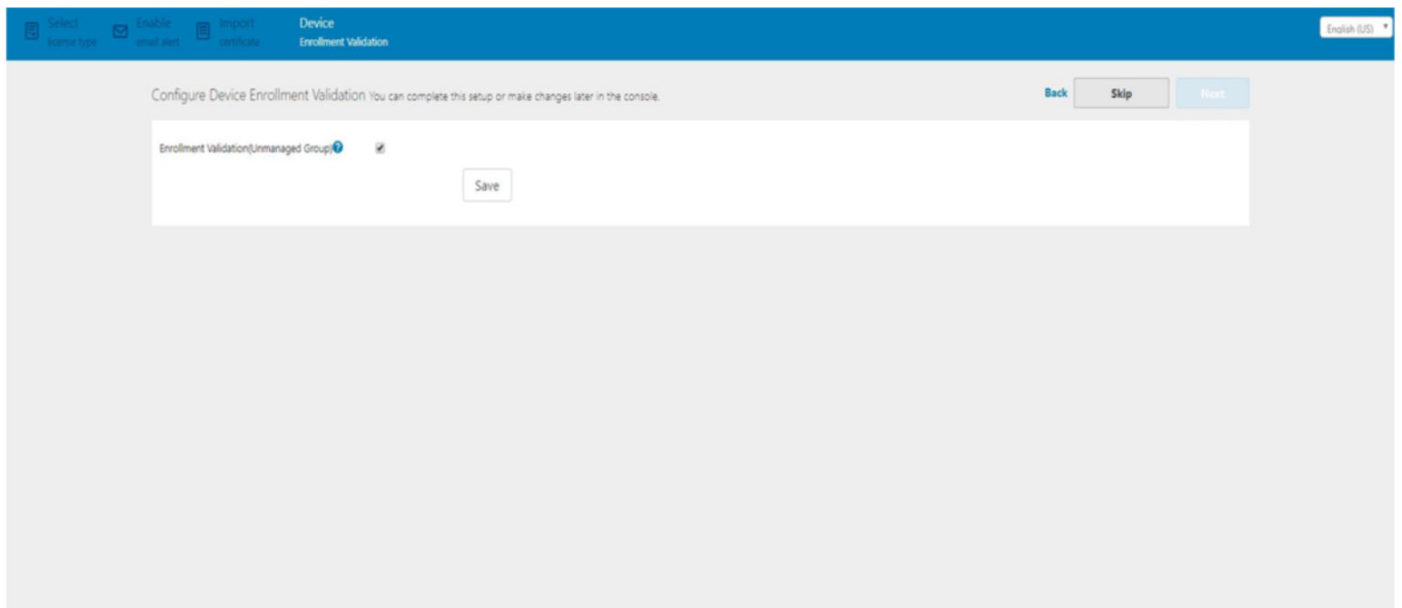 Select
license type
Enable
email alert
Import
certificate
Device
Enrollment Validation
English (US)
Configure Device Enrollment Validation You can complete this setup or make changes later in the console.
Back
Skip
Next
Enrollment Validation(Unmanaged Group)
Save